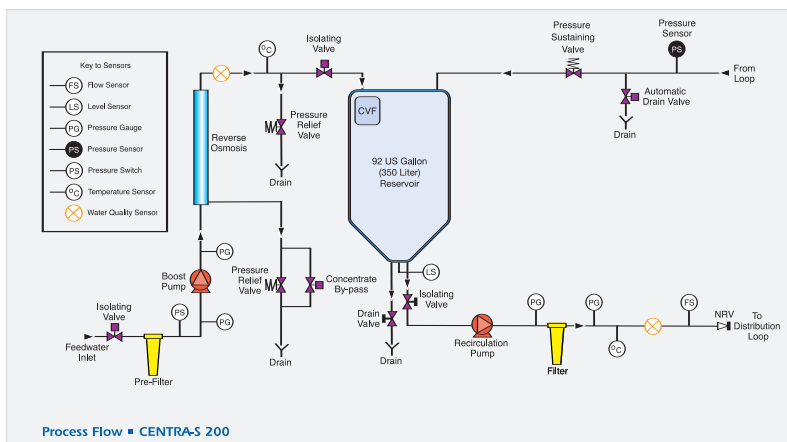 Key to Sensors
FS Flow Sensor
LS Level Sensor
PG Pressure Gauge
PS Pressure Sensor
PS Pressure Switch
ºC Temperature Sensor
Water Quality Sensor
ºC
Isolating
Valve
Pressure
Sustaining
Valve
Pressure
Sensor
PS
From
Loop
Automatic
Drain Valve
Drain
Reverse
Osmosis
Pressure
Relief
Valve
Drain
CVF
92 US Gallon
(350 Liter)
Reservoir
LS
Boost
Pump
PG
PG
PS
Isolating
Valve
Feedwater
Inlet
Pre-Filter
Pressure
Relief
Valve
Concentrate
By-pass
Drain
Drain
Valve
Drain
Isolating
Valve
Recirculation
Pump
PG
Filter
PG
ºC
FS
NRV
To
Distribution
Loop
Process Flow ▪ CENTRA-S 200